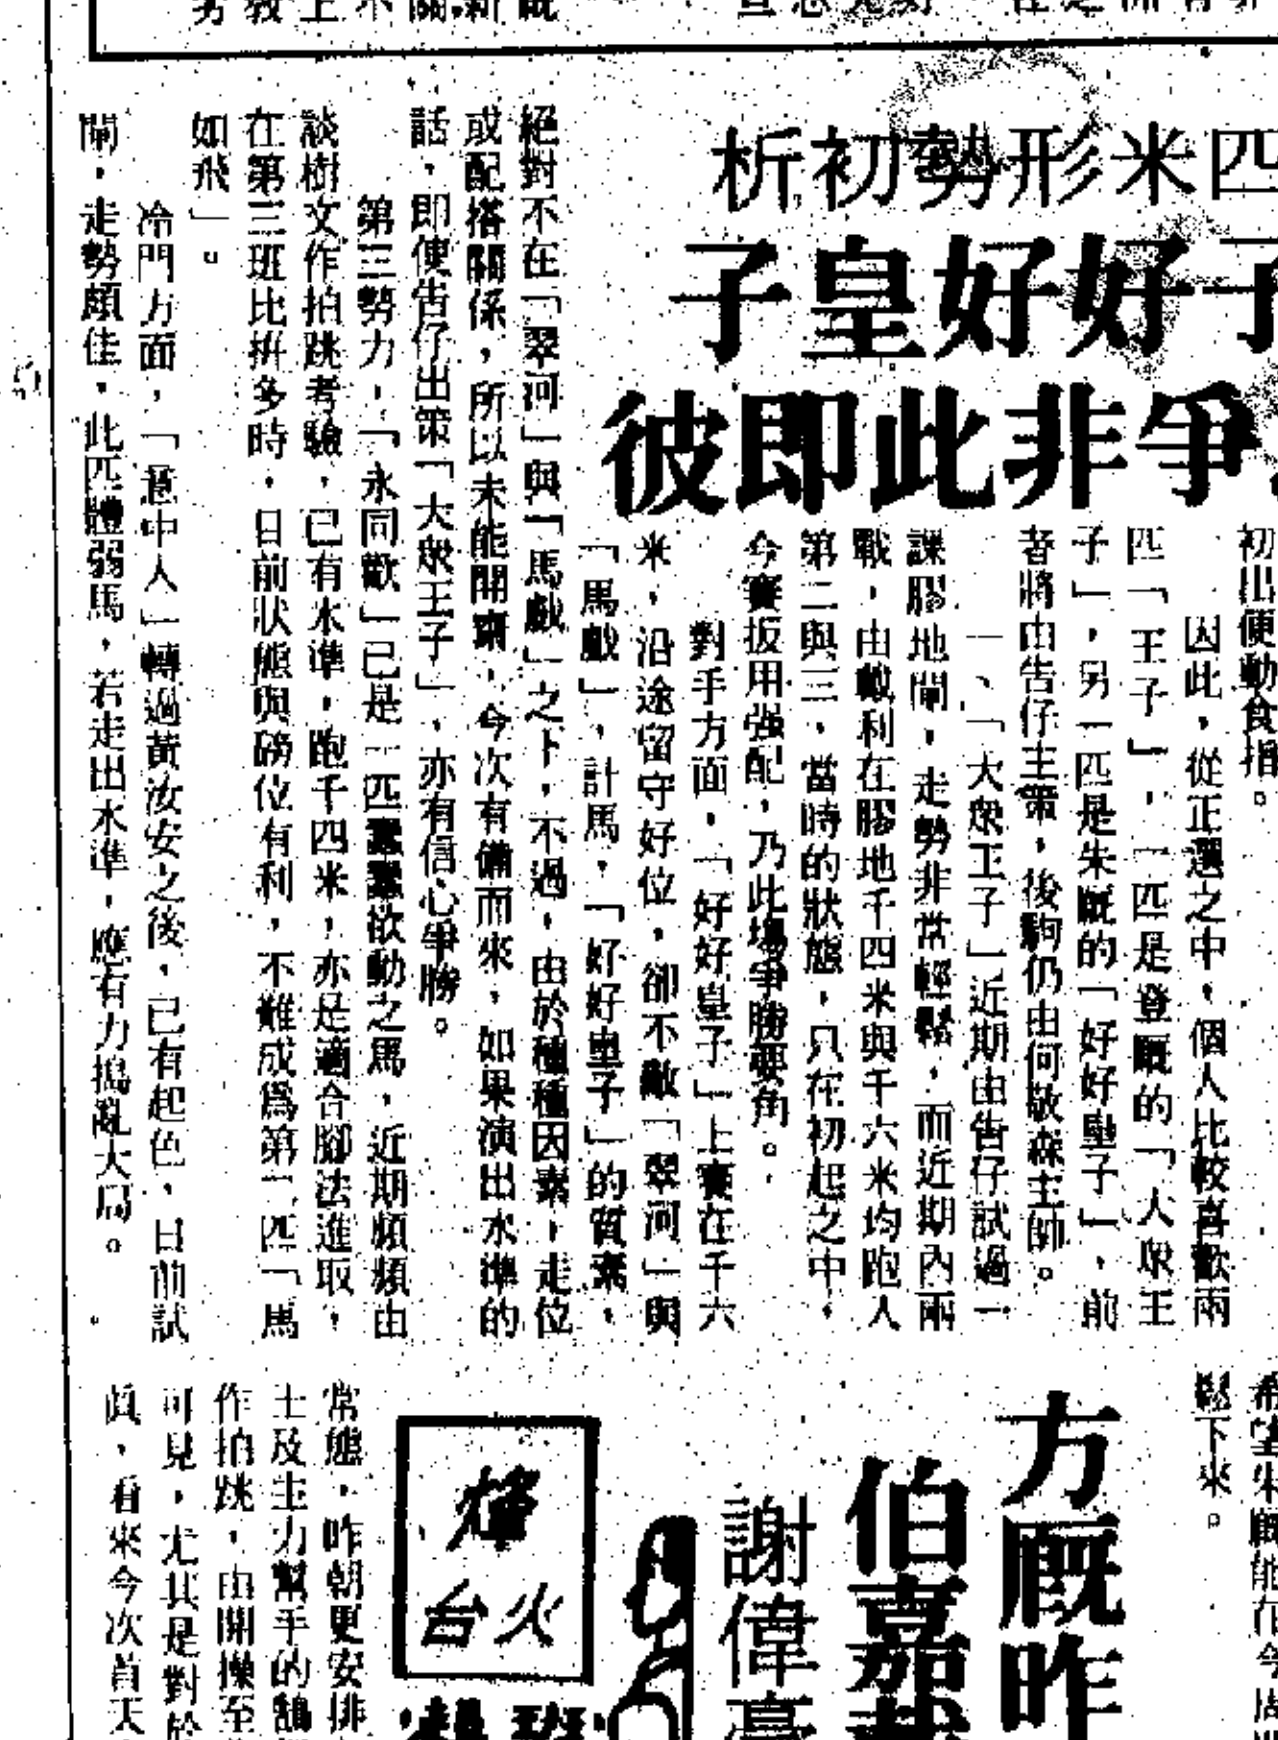 析初勢形米四
子皇好好子
彼即此非爭
初出便動食指。
因此，從正選之中，個人比較喜歡兩
匹「王子」，一匹是登厩的「大衆王
子」，另一匹是朱厩的「好好皇子」，前
者將由告仔主策，後駒仍由何敬森主帥。
一、「大衆王子」近期由告仔試過一
課膠地閘，走勢非常輕鬆，而近期內兩
戰，由戴利在膠地千四米與千六米均跑入
第二與三，當時的狀態，只在初起之中，
今賽扳用強配，乃此場爭勝要角。
對手方面，「好好皇子」上賽在千六
米，沿途留守好位，卻不敵「翠河」與
「馬戲」，計馬，「好好皇子」的質素，
絕對不在「翠河」與「馬戲」之下，不過，由於種種因素，走位
或配搭關係，所以未能開齋，今次有備而來，如果演出水準的
話，即使告仔出策「大衆王子」，亦有信心爭勝。
第三勢力，「永同歡」已是一匹蠢蠢欲動之馬，近期頻頻由
談樹文作拍跳考驗，已有水準，跑千四米，亦是適合腳法進取，
在第三班比拚多時，日前狀態與磅位有利，不難成爲第二匹「馬
如飛」。
冷門方面，「意中人」轉過黃汝安之後，已有起色，日前試
閘，走勢頗佳，此匹體弱馬，若走出水準，應有力搗亂大局。
鬆下來。
方厩昨
伯嘉
謝偉豪
烽
火
台
常態，昨朝更安排
士及主力幫手的鵠
作拍跳，由開操至
可見，尤其是對於
眞，看來今次首天